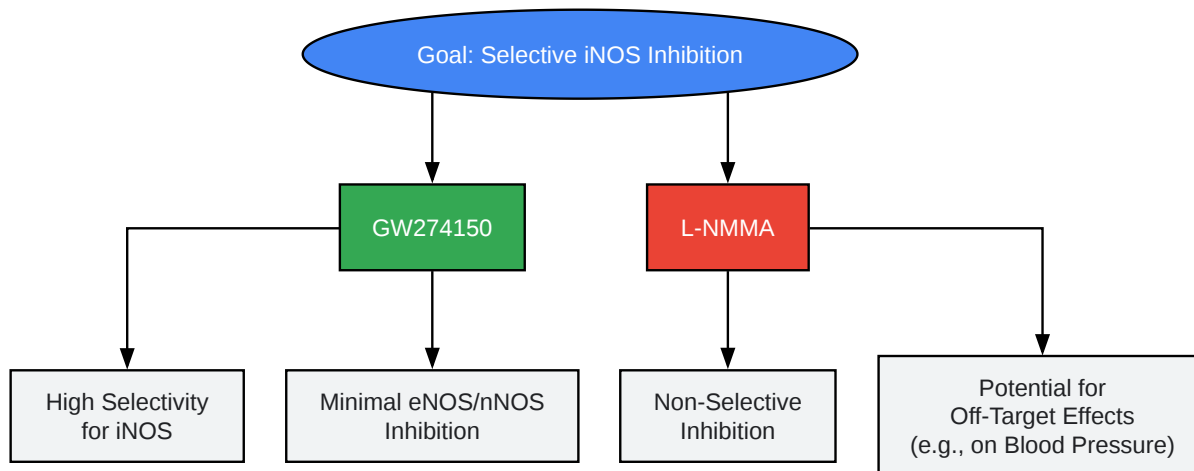 Goal: Selective iNOS Inhibition
GW274150
L-NMMA
High Selectivity
for iNOS
Minimal eNOS/nNOS
Inhibition
Non-Selective
Inhibition
Potential for
Off-Target Effects
(e.g., on Blood Pressure)